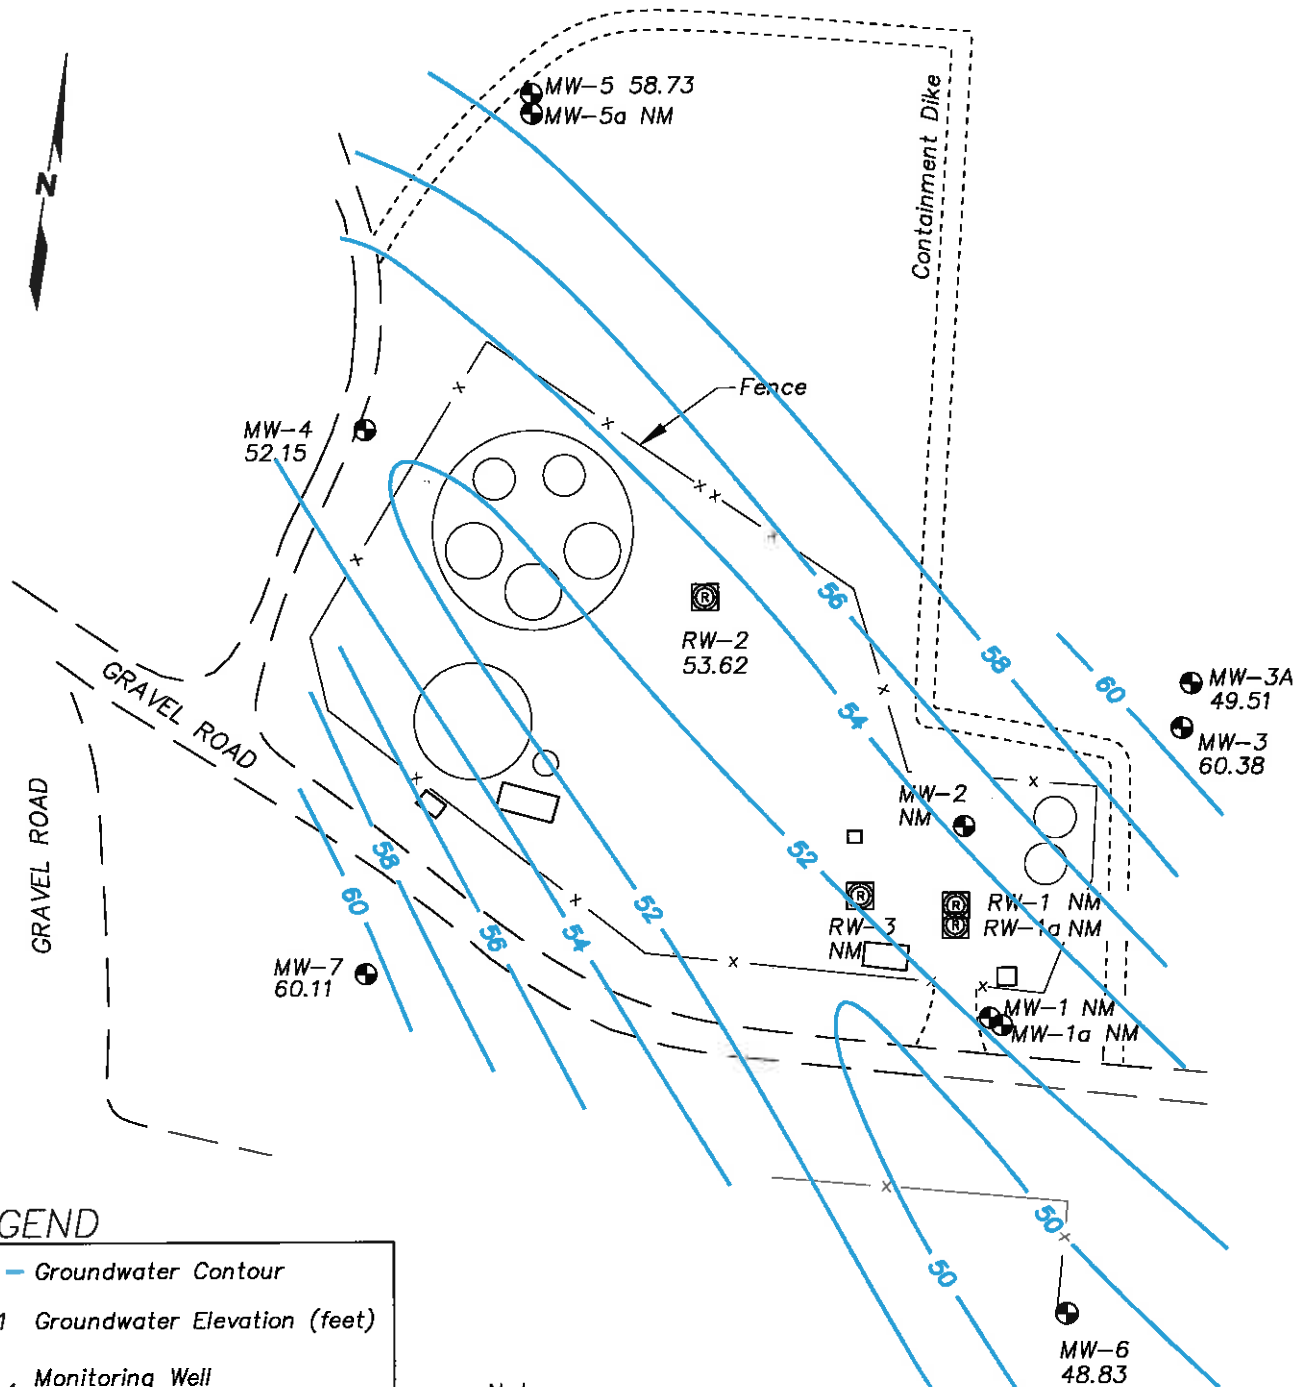 MW-5 58.73
MW-5a NM
Containment Dike
N
Fence
MW-4
52.15
56
RW-2
53.62
58
60
MW-3A
49.51
MW-3
60.38
54
GRAVEL ROAD
GRAVEL ROAD
MW-2
NM
52
58
60
52
56
54
RW-1 NM
RW-1a NM
RW-3
NM
MW-7
60.11
MW-1 NM
MW-1a NM
50
50
MW-6
48.83
GEND
Groundwater Contour
1 Groundwater Elevation (feet)
Monitoring Well